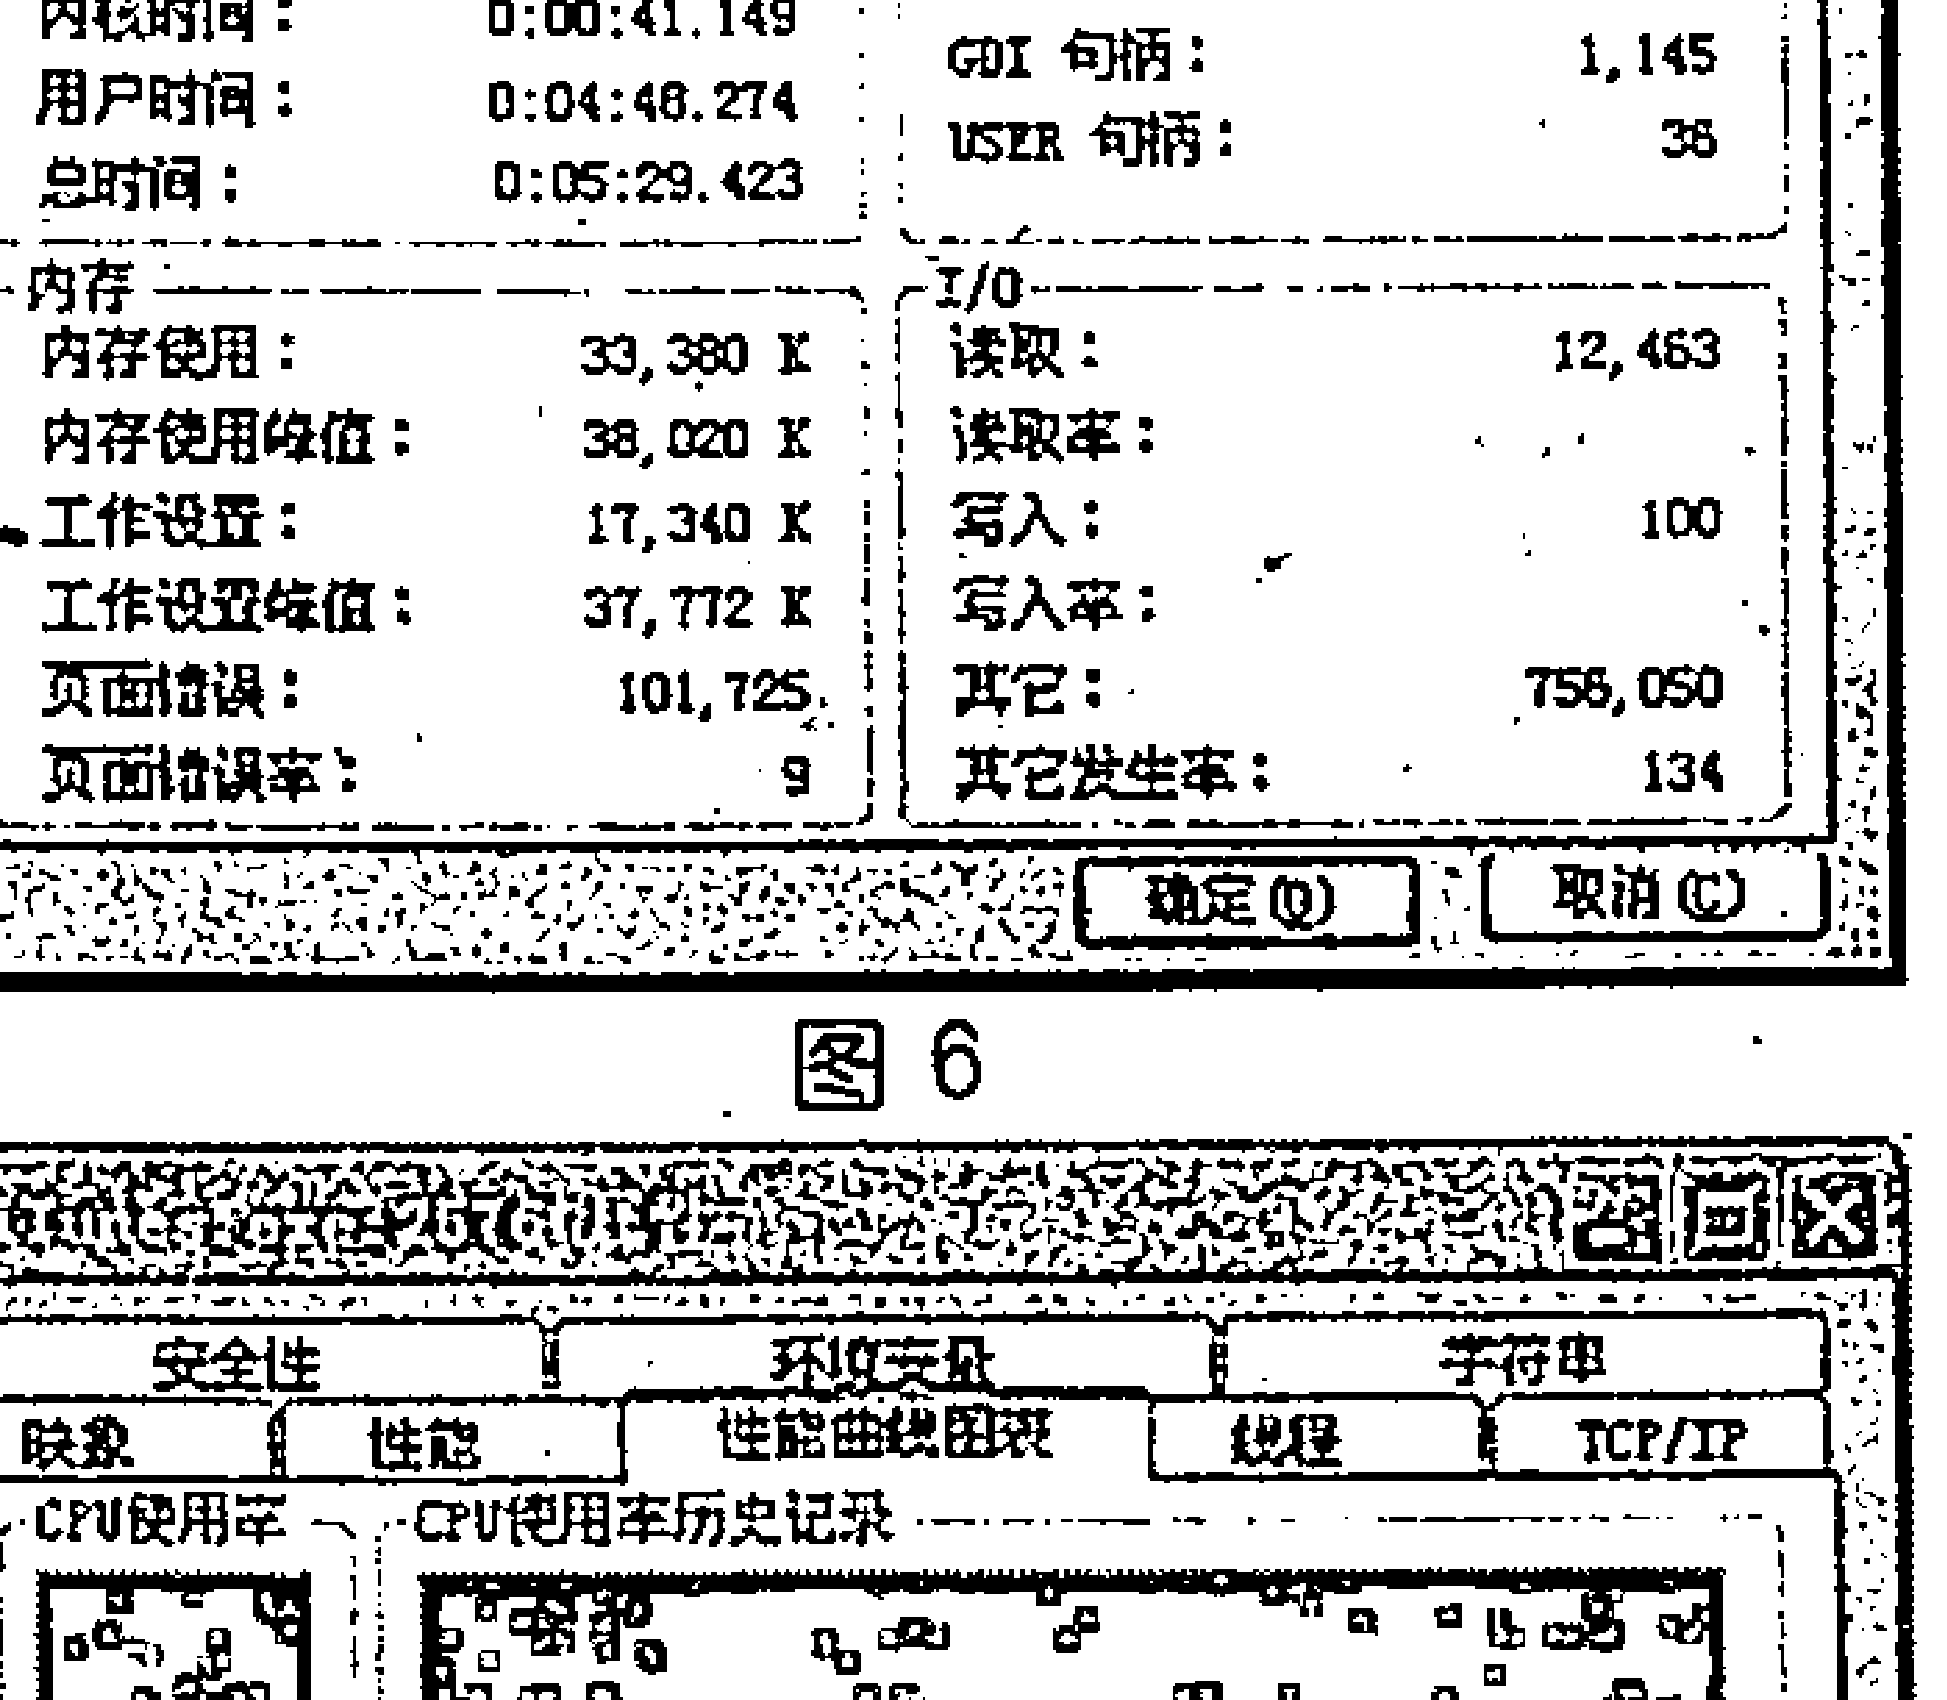 内核时间： 0:00:41.149
用户时间： 0:04:48.274
总时间： 0:05:29.423
GDI 句柄： 1,145
USER 句柄： 36
内存
内存使用： 33,380 K
内存使用峰值： 38,020 K
工作设置： 17,340 K
工作设置峰值： 37,772 K
页面错误： 101,725
页面错误率： 9
I/O
读取： 12,463
读取率：
写入： 100
写入率：
其它： 758,050
其它发生率： 134
确定(O) 取消(C)
图 6
安全性 环境变量 字符串
映象 性能 性能曲线图表 线程 TCP/IP
CPU使用率 CPU使用率历史记录